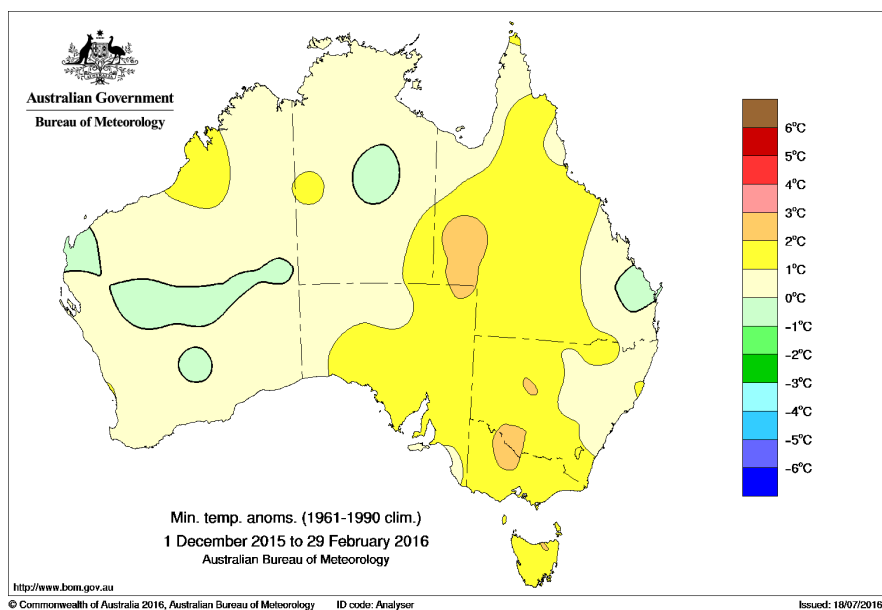 Australian Government
Bureau of Meteorology
6°C
5°C
4°C
3°C
2°C
1°C
0°C
-1°C
-2°C
-3°C
-4°C
-5°C
-6°C
Min. temp. anoms. (1961-1990 clim.)
1 December 2015 to 29 February 2016
Australian Bureau of Meteorology
http://www.bom.gov.au
© Commonwealth of Australia 2016, Australian Bureau of Meteorology ID code: Analyser Issued: 18/07/2016